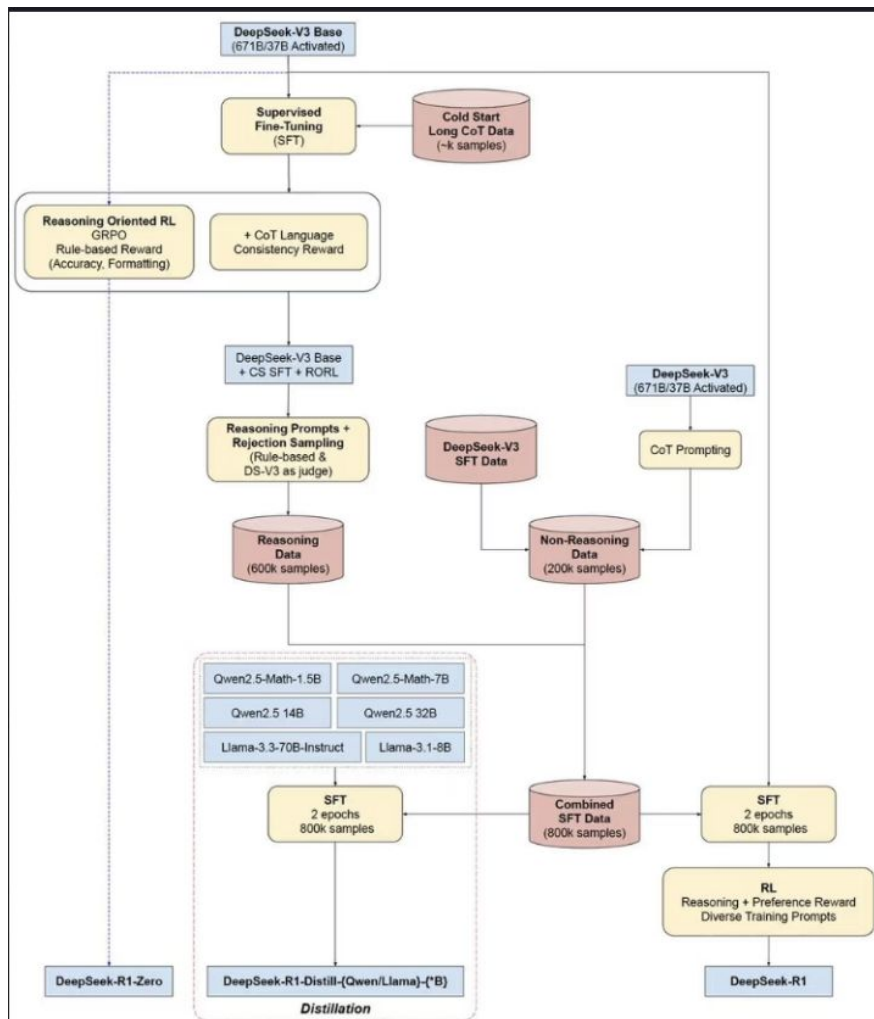 DeepSeek-V3 Base
(671B/37B Activated)
Supervised
Fine-Tuning
(SFT)
Cold Start
Long CoT Data
(~k samples)
Reasoning Oriented RL
GRPO
Rule-based Reward
(Accuracy, Formatting)
+ CoT Language
Consistency Reward
DeepSeek-V3 Base
+ CS SFT + RORL
DeepSeek-V3
(671B/37B Activated)
Reasoning Prompts +
Rejection Sampling
(Rule-based &
DS-V3 as judge)
DeepSeek-V3
SFT Data
CoT Prompting
Reasoning
Data
(600k samples)
Non-Reasoning
Data
(200k samples)
Qwen2.5-Math-1.5B
Qwen2.5-Math-7B
Qwen2.5 14B
Qwen2.5 32B
Llama-3.3-70B-Instruct
Llama-3.1-8B
SFT
2 epochs
800k samples
Combined
SFT Data
(800k samples)
SFT
2 epochs
800k samples
RL
Reasoning + Preference Reward
Diverse Training Prompts
DeepSeek-R1-Zero
DeepSeek-R1-Distill-{Qwen/Llama}-{*B}
DeepSeek-R1
Distillation